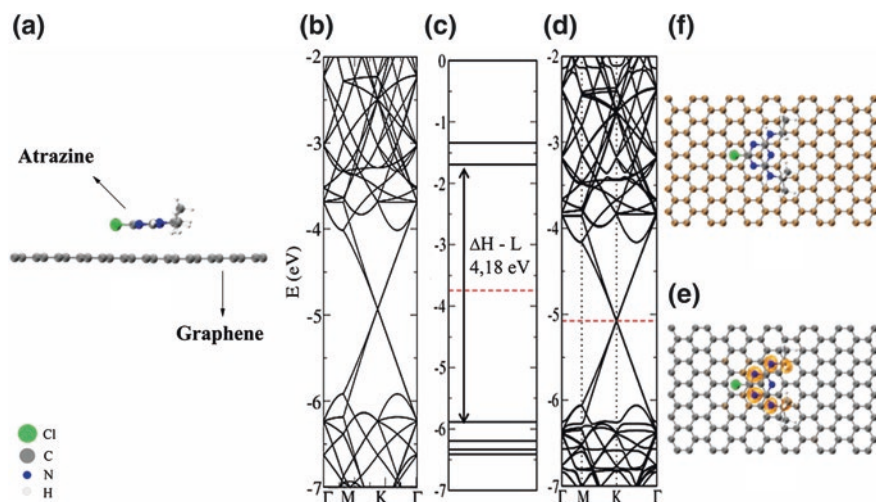 (a)
Atrazine
Graphene
Cl
C
N
H
(b)
E (eV)
-2
-3
-4
-5
-6
-7
Γ M K Γ
(c)
0
-1
-2
-3
-4
-5
-6
-7
ΔH - L
4,18 eV
(d)
-2
-3
-4
-5
-6
-7
Γ M K Γ
(f)
(e)